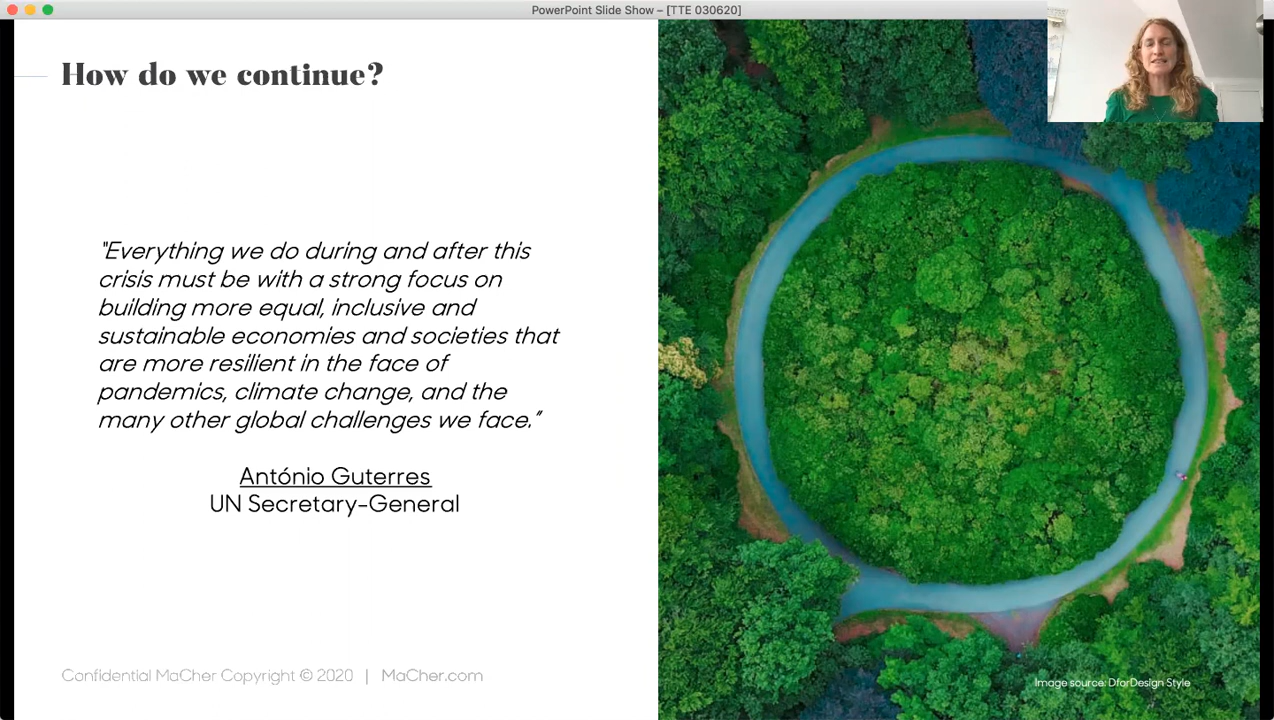 PowerPoint Slide Show – [TTE 030620]
How do we continue?
"Everything we do during and after this
crisis must be with a strong focus on
building more equal, inclusive and
sustainable economies and societies that
are more resilient in the face of
pandemics, climate change, and the
many other global challenges we face.”
António Guterres
UN Secretary-General
Confidential MaCher Copyright © 2020 | MaCher.com
Image source: DforDesign Style